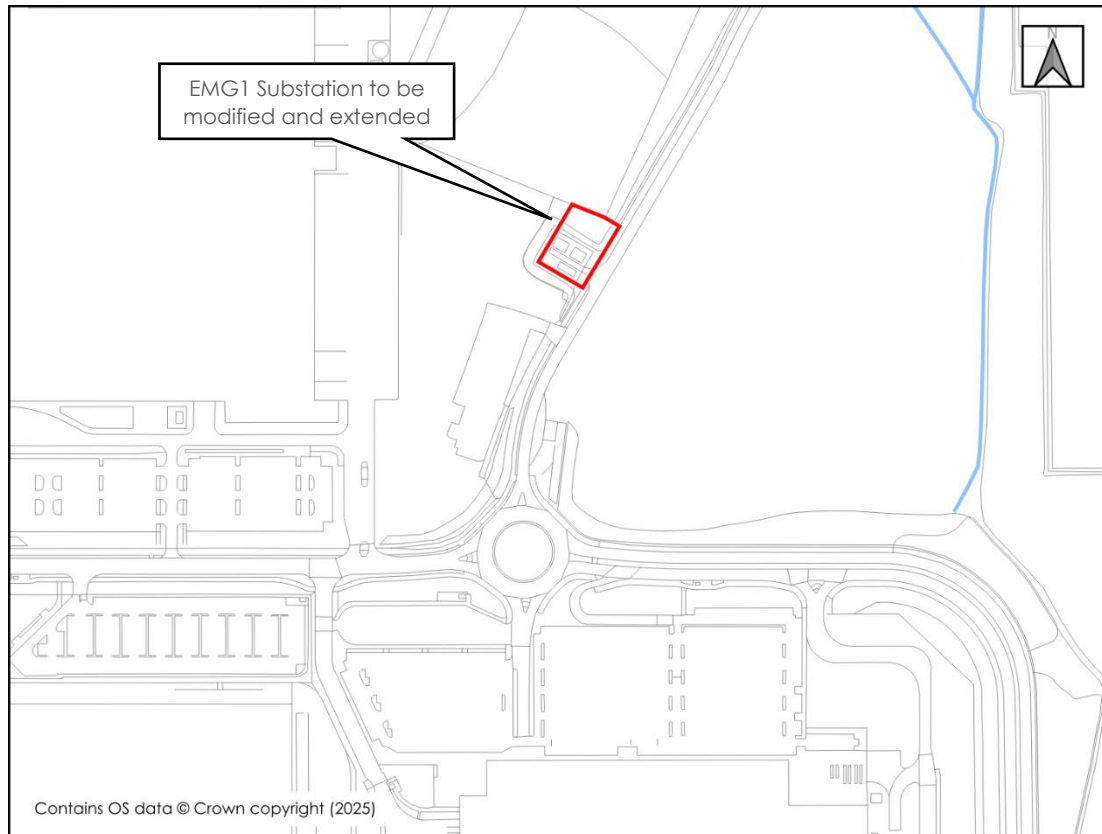 EMG1 Substation to be
modified and extended
N
Contains OS data © Crown copyright (2025)